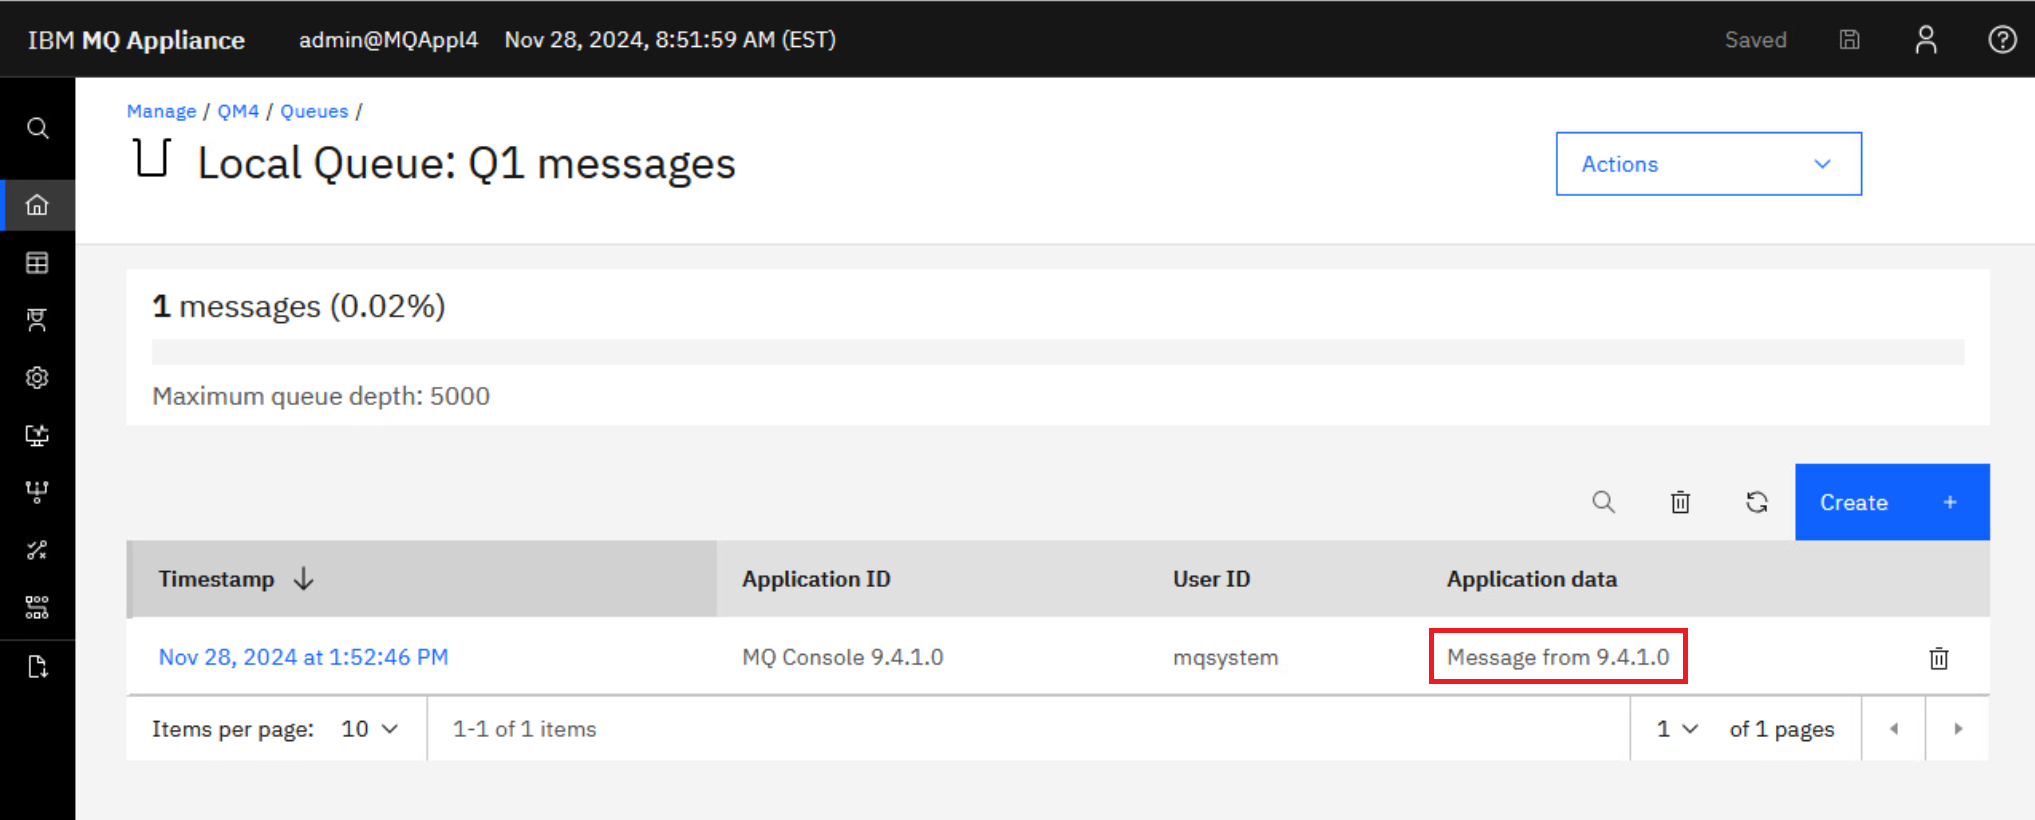 IBM MQ Appliance admin@MQAppl4 Nov 28, 2024, 8:51:59 AM (EST) Saved
Manage / QM4 / Queues /
Local Queue: Q1 messages
Actions
1 messages (0.02%)
Maximum queue depth: 5000
Create +
Timestamp Application ID User ID Application data
Nov 28, 2024 at 1:52:46 PM MQ Console 9.4.1.0 mqsystem Message from 9.4.1.0
Items per page: 10 1-1 of 1 items 1 of 1 pages